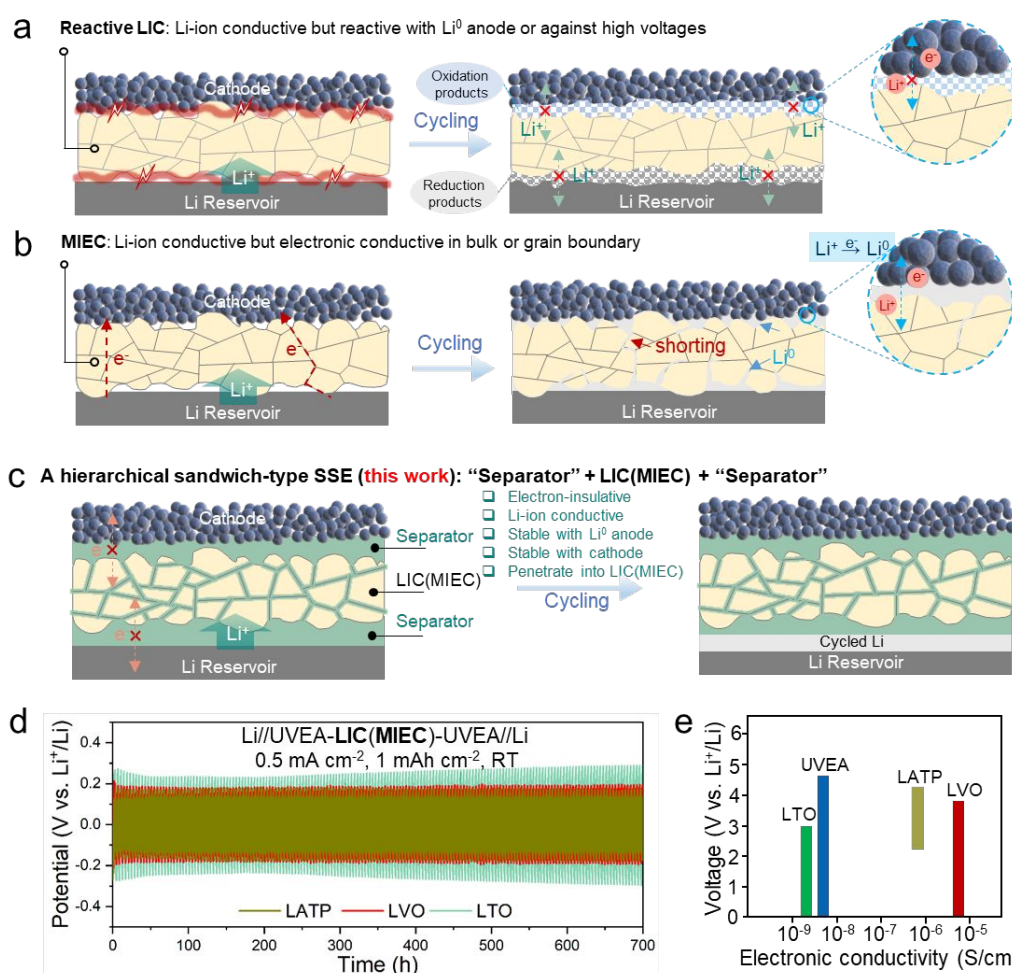 a
Reactive LIC: Li-ion conductive but reactive with Li⁰ anode or against high voltages
Cathode
Li⁺
Li Reservoir
Oxidation
products
Cycling
Reduction
products
Li⁺
Li⁺
Li⁺
Li⁺
Li Reservoir
e⁻
Li⁺
b
MIEC: Li-ion conductive but electronic conductive in bulk or grain boundary
Cathode
e⁻
e⁻
Li⁺
Li Reservoir
Cycling
shorting
Li⁰
Li Reservoir
Li⁺ e⁻→ Li⁰
e⁻
Li⁺
c
A hierarchical sandwich-type SSE (this work): “Separator” + LIC(MIEC) + “Separator”
Cathode
e⁻
e⁻
Li⁺
Li Reservoir
Separator
LIC(MIEC)
Separator
Electron-insulative
Li-ion conductive
Stable with Li⁰ anode
Stable with cathode
Penetrate into LIC(MIEC)
Cycling
Cycled Li
Li Reservoir
d
Li//UVEA-LIC(MIEC)-UVEA//Li
0.5 mA cm⁻², 1 mAh cm⁻², RT
Potential (V vs. Li⁺/Li)
0.4
0.2
0.0
-0.2
-0.4
LATP LVO LTO
0 100 200 300 400 500 600 700
Time (h)
e
Voltage (V vs. Li⁺/Li)
6
5
4
3
2
1
0
LTO
UVEA
LATP
LVO
10⁻⁹ 10⁻⁸ 10⁻⁷ 10⁻⁶ 10⁻⁵
Electronic conductivity (S/cm